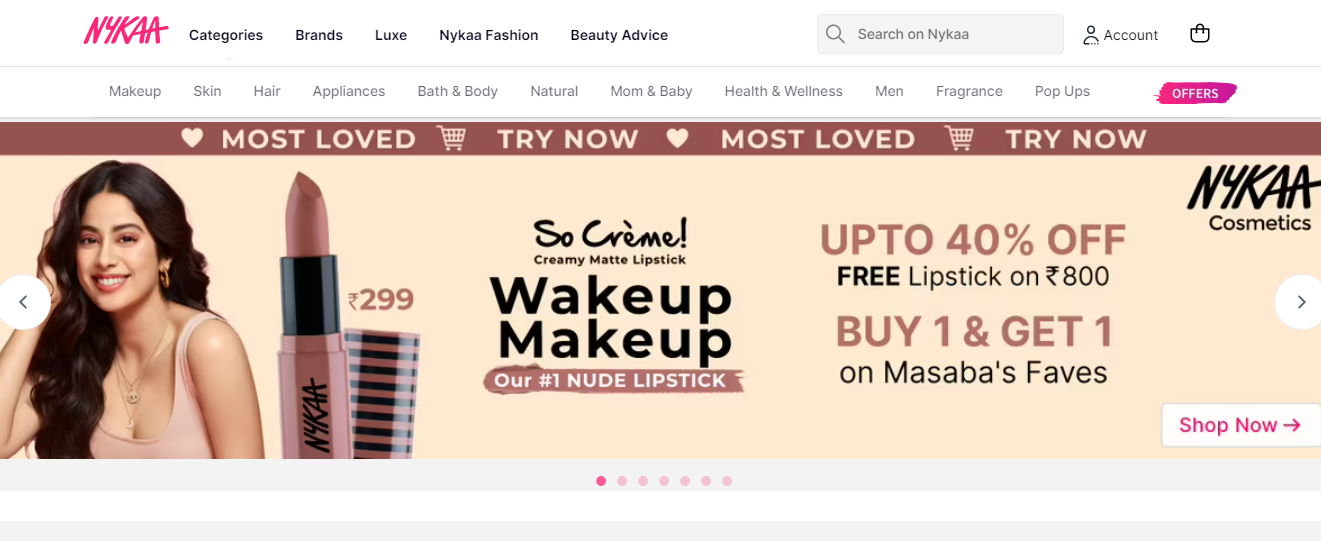 NYKAA
Categories Brands Luxe Nykaa Fashion Beauty Advice
Search on Nykaa
Account
Makeup Skin Hair Appliances Bath & Body Natural Mom & Baby Health & Wellness Men Fragrance Pop Ups
OFFERS
MOST LOVED TRY NOW MOST LOVED TRY NOW
NYKAA
Cosmetics
₹299
NYKAA
So Crème!
Creamy Matte Lipstick
Wakeup
Makeup
Our #1 NUDE LIPSTICK
UPTO 40% OFF
FREE Lipstick on ₹800
BUY 1 & GET 1
on Masaba's Faves
Shop Now →